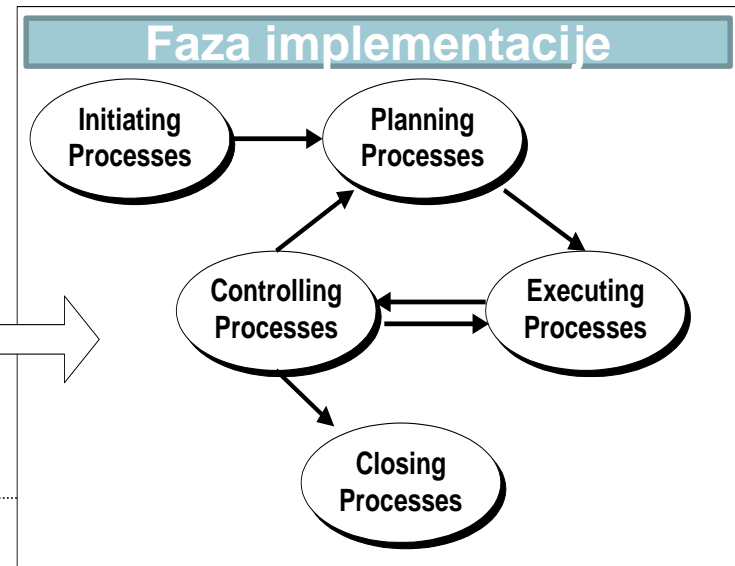 Faza implementacije
Initiating
Processes
Planning
Processes
Controlling
Processes
Executing
Processes
Closing
Processes